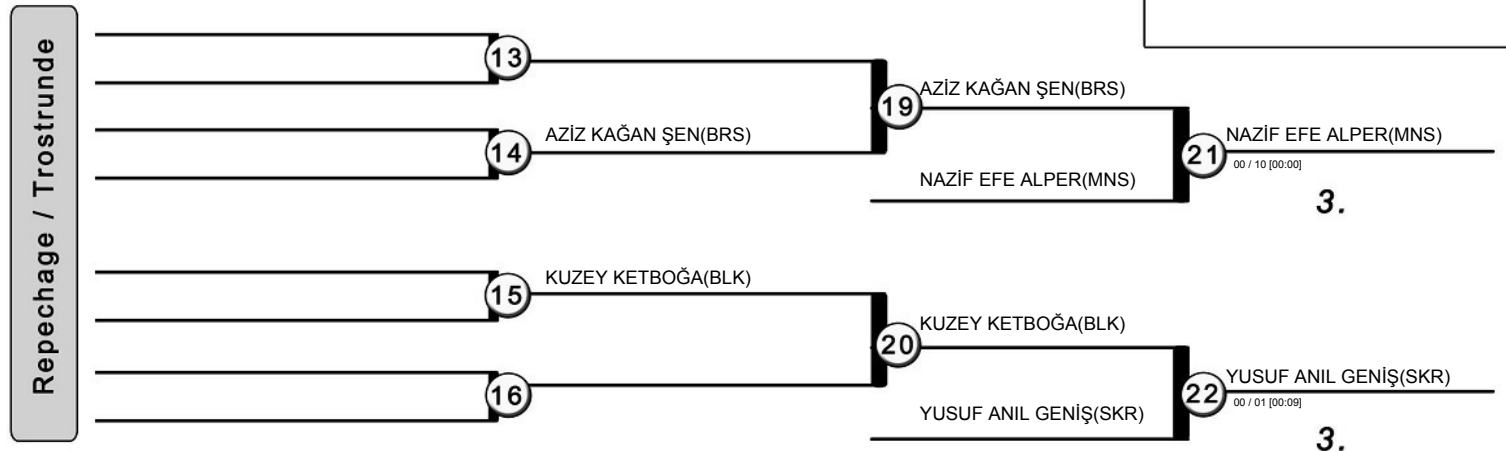 Repechage / Trostrunde
13
14
AZİZ KAĞAN ŞEN(BRS)
19
AZİZ KAĞAN ŞEN(BRS)
NAZİF EFE ALPER(MNS)
21
NAZİF EFE ALPER(MNS)
00 / 10 [00:00]
3.
15
KUZEY KETBOĞA(BLK)
16
20
KUZEY KETBOĞA(BLK)
YUSUF ANIL GENİŞ(SKR)
22
YUSUF ANIL GENİŞ(SKR)
00 / 01 [00:09]
3.